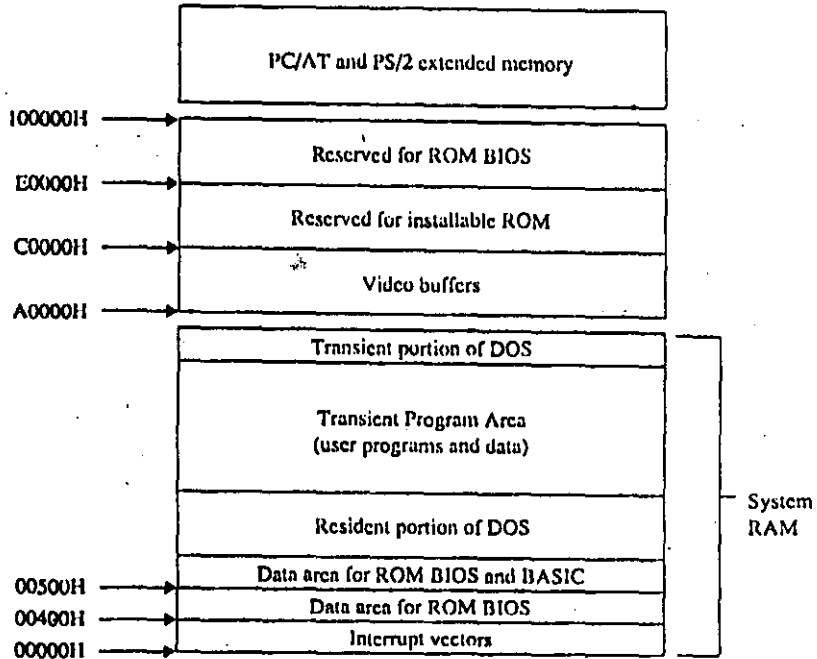 PC/AT and PS/2 extended memory
100000H
Reserved for ROM BIOS
E0000H
Reserved for installable ROM
C0000H
Video buffers
A0000H
Transient portion of DOS
Transient Program Area
(user programs and data)
System
RAM
Resident portion of DOS
Data area for ROM BIOS and BASIC
00500H
Data area for ROM BIOS
00400H
Interrupt vectors
00000H